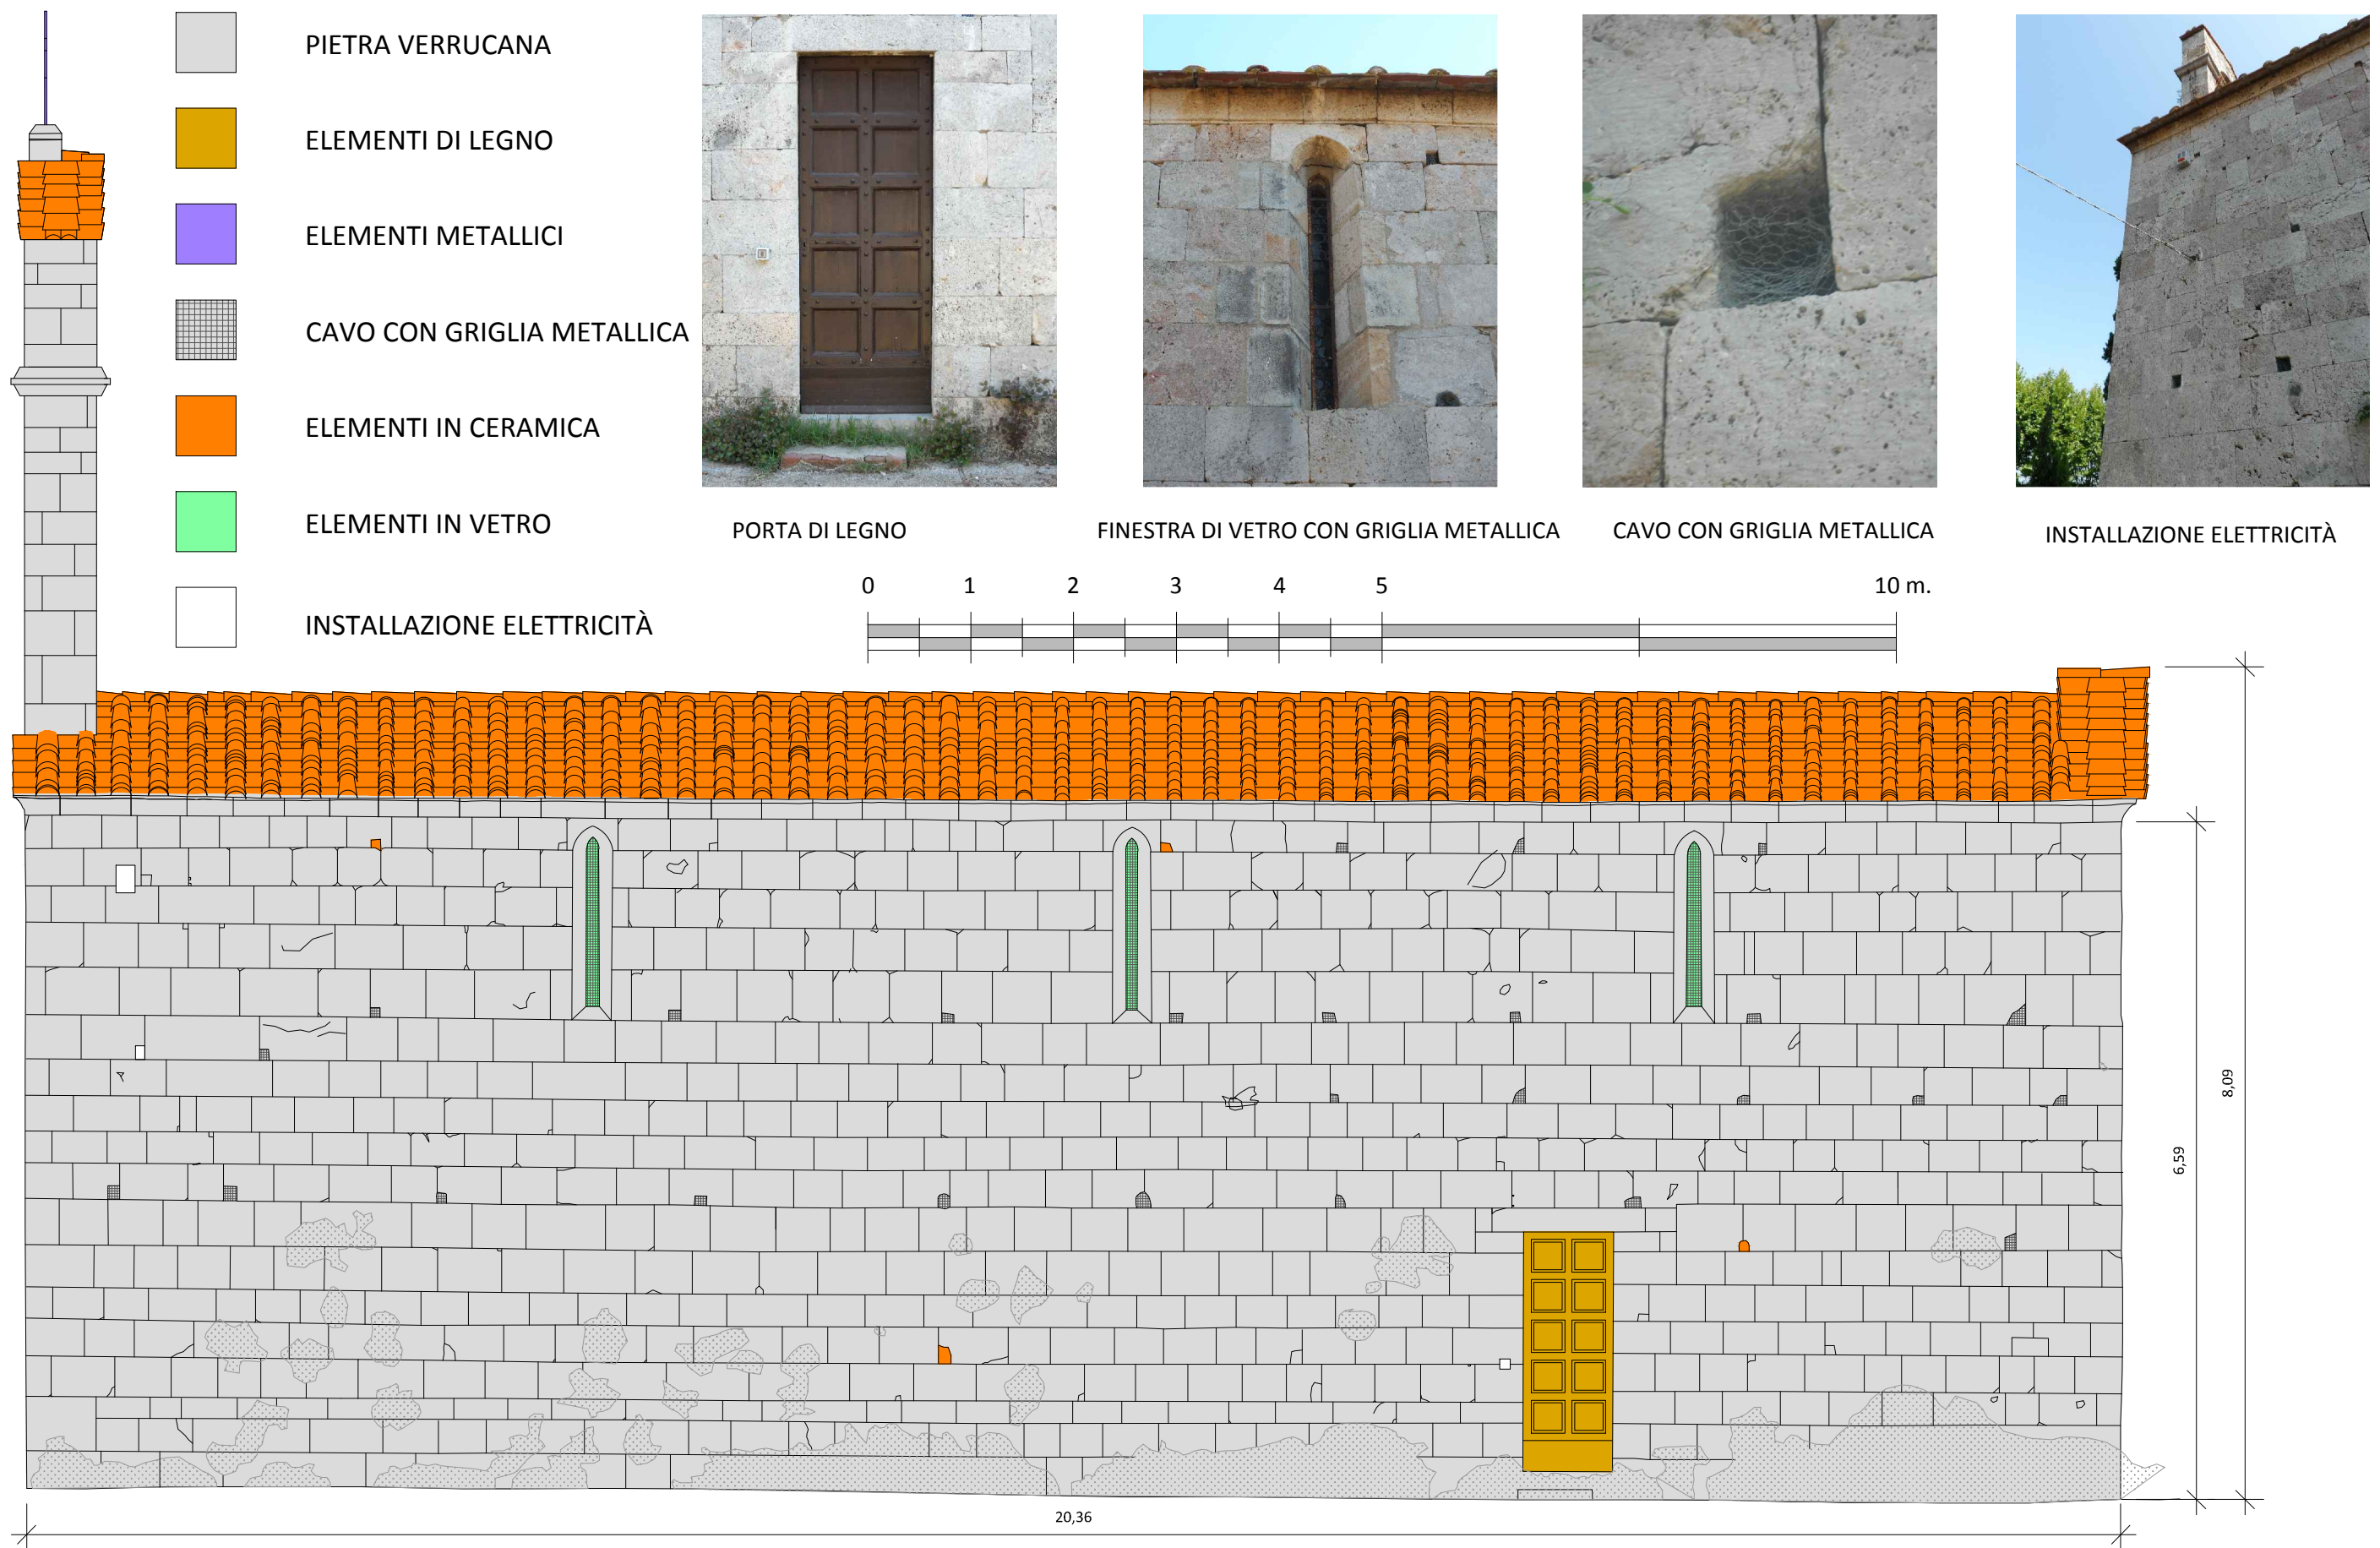 PIETRA VERRUCANA
ELEMENTI DI LEGNO
ELEMENTI METALLICI
CAVO CON GRIGLIA METALLICA
ELEMENTI IN CERAMICA
ELEMENTI IN VETRO
INSTALLAZIONE ELETTRICITÀ
PORTA DI LEGNO
FINESTRA DI VETRO CON GRIGLIA METALLICA
CAVO CON GRIGLIA METALLICA
INSTALLAZIONE ELETTRICITÀ
0 1 2 3 4 5 10 m.
8,09
6,59
20,36